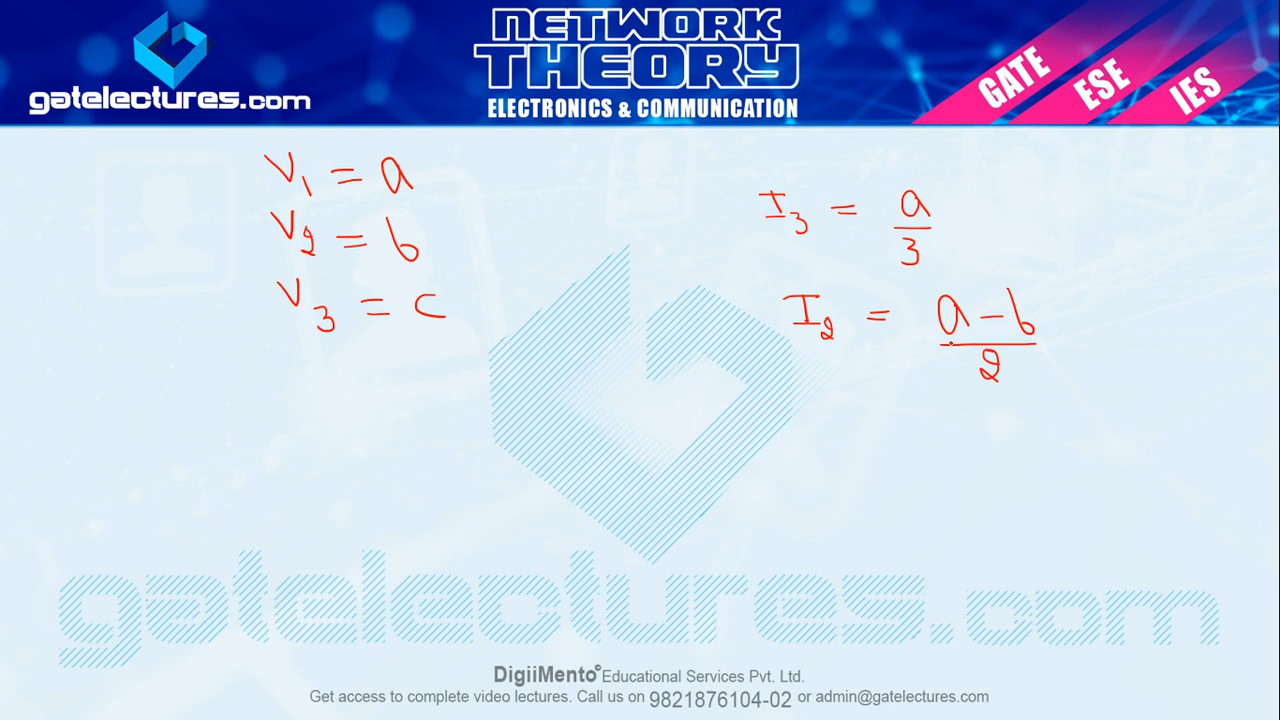 gatelectures.com
NETWORK
THEORY
ELECTRONICS & COMMUNICATION
GATE
ESE
IES
V₁ = a
V₂ = b
V₃ = c
I₃ = a/3
I₂ = (a-b)/2
gatelectures.com
DigiiMento© Educational Services Pvt. Ltd.
Get access to complete video lectures. Call us on 9821876104-02 or admin@gatelectures.com